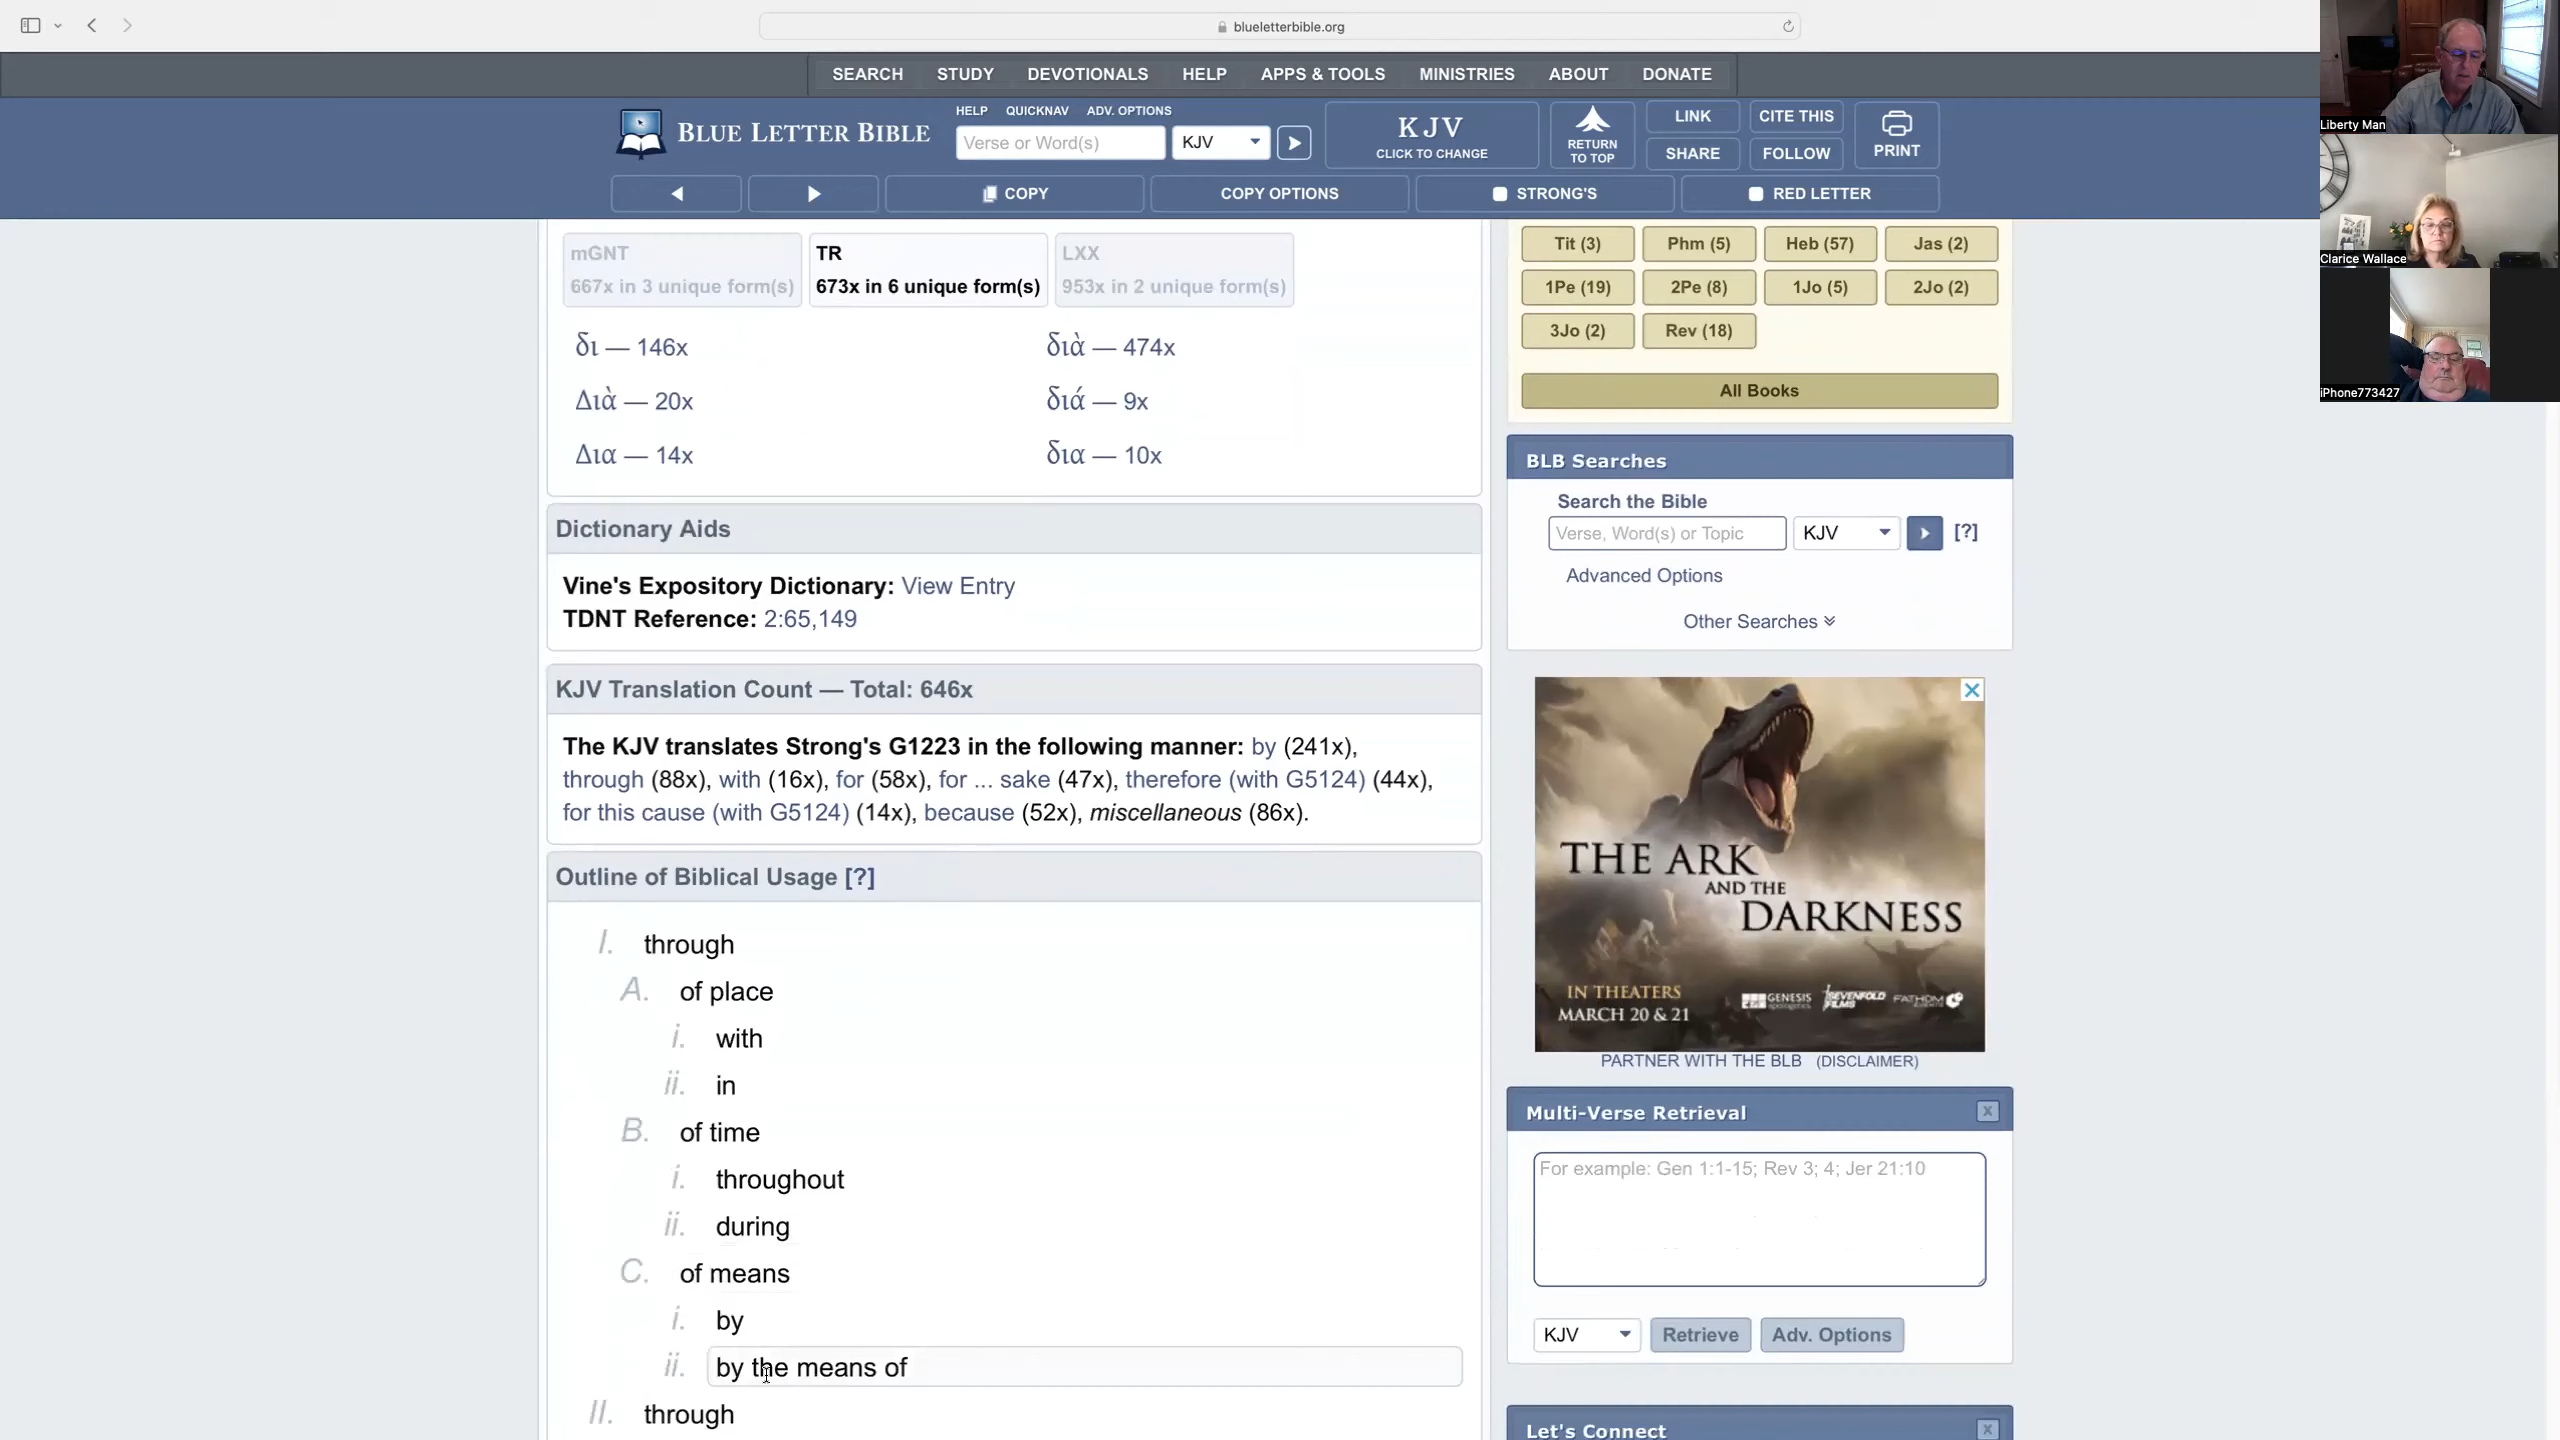 blueletterbible.org
SEARCH STUDY DEVOTIONALS HELP APPS & TOOLS MINISTRIES ABOUT DONATE
BLUE LETTER BIBLE
HELP QUICKNAV ADV. OPTIONS
Verse or Word(s) KJV
KJV
CLICK TO CHANGE
RETURN
TO TOP
LINK CITE THIS
SHARE FOLLOW
PRINT
COPY COPY OPTIONS STRONG'S RED LETTER
mGNT
667x in 3 unique form(s)
TR
673x in 6 unique form(s)
LXX
953x in 2 unique form(s)
δι — 146x διὰ — 474x
Διὰ — 20x διά — 9x
Δια — 14x δια — 10x
Dictionary Aids
Vine's Expository Dictionary: View Entry
TDNT Reference: 2:65,149
KJV Translation Count — Total: 646x
The KJV translates Strong's G1223 in the following manner: by (241x),
through (88x), with (16x), for (58x), for ... sake (47x), therefore (with G5124) (44x),
for this cause (with G5124) (14x), because (52x), miscellaneous (86x).
Outline of Biblical Usage [?]
I. through
A. of place
i. with
ii. in
B. of time
i. throughout
ii. during
C. of means
i. by
ii. by the means of
II. through
Tit (3) Phm (5) Heb (57) Jas (2)
1Pe (19) 2Pe (8) 1Jo (5) 2Jo (2)
3Jo (2) Rev (18)
All Books
BLB Searches
Search the Bible
Verse, Word(s) or Topic KJV [?]
Advanced Options
Other Searches
THE ARK
AND THE
DARKNESS
IN THEATERS
MARCH 20 & 21
GENESIS
SEVENFOLD
FILMS
FATHOM
PARTNER WITH THE BLB (DISCLAIMER)
Multi-Verse Retrieval
For example: Gen 1:1-15; Rev 3; 4; Jer 21:10
KJV Retrieve Adv. Options
Let's Connect
Liberty Man
Clarice Wallace
iPhone773427